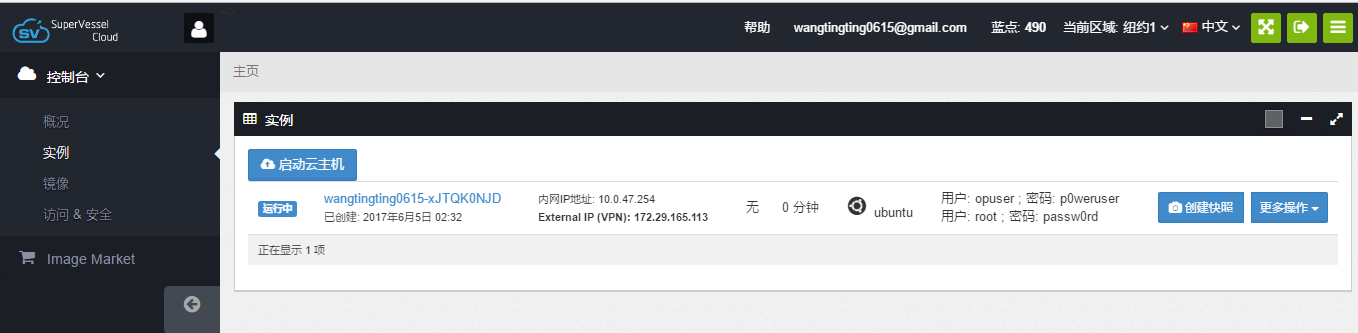 SuperVessel
Cloud
SV
帮助 wangtingting0615@gmail.com 蓝点: 490 当前区域: 纽约1 中文
控制台
主页
概况
实例
镜像
访问 & 安全
Image Market
实例
启动云主机
运行中 wangtingting0615-xJTQK0NJD 内网IP地址: 10.0.47.254 无 0 分钟 ubuntu 用户: opuser ; 密码: p0weruser 创建快照 更多操作
已创建: 2017年6月5日 02:32 External IP (VPN): 172.29.165.113 用户: root ; 密码: passw0rd
正在显示 1 项